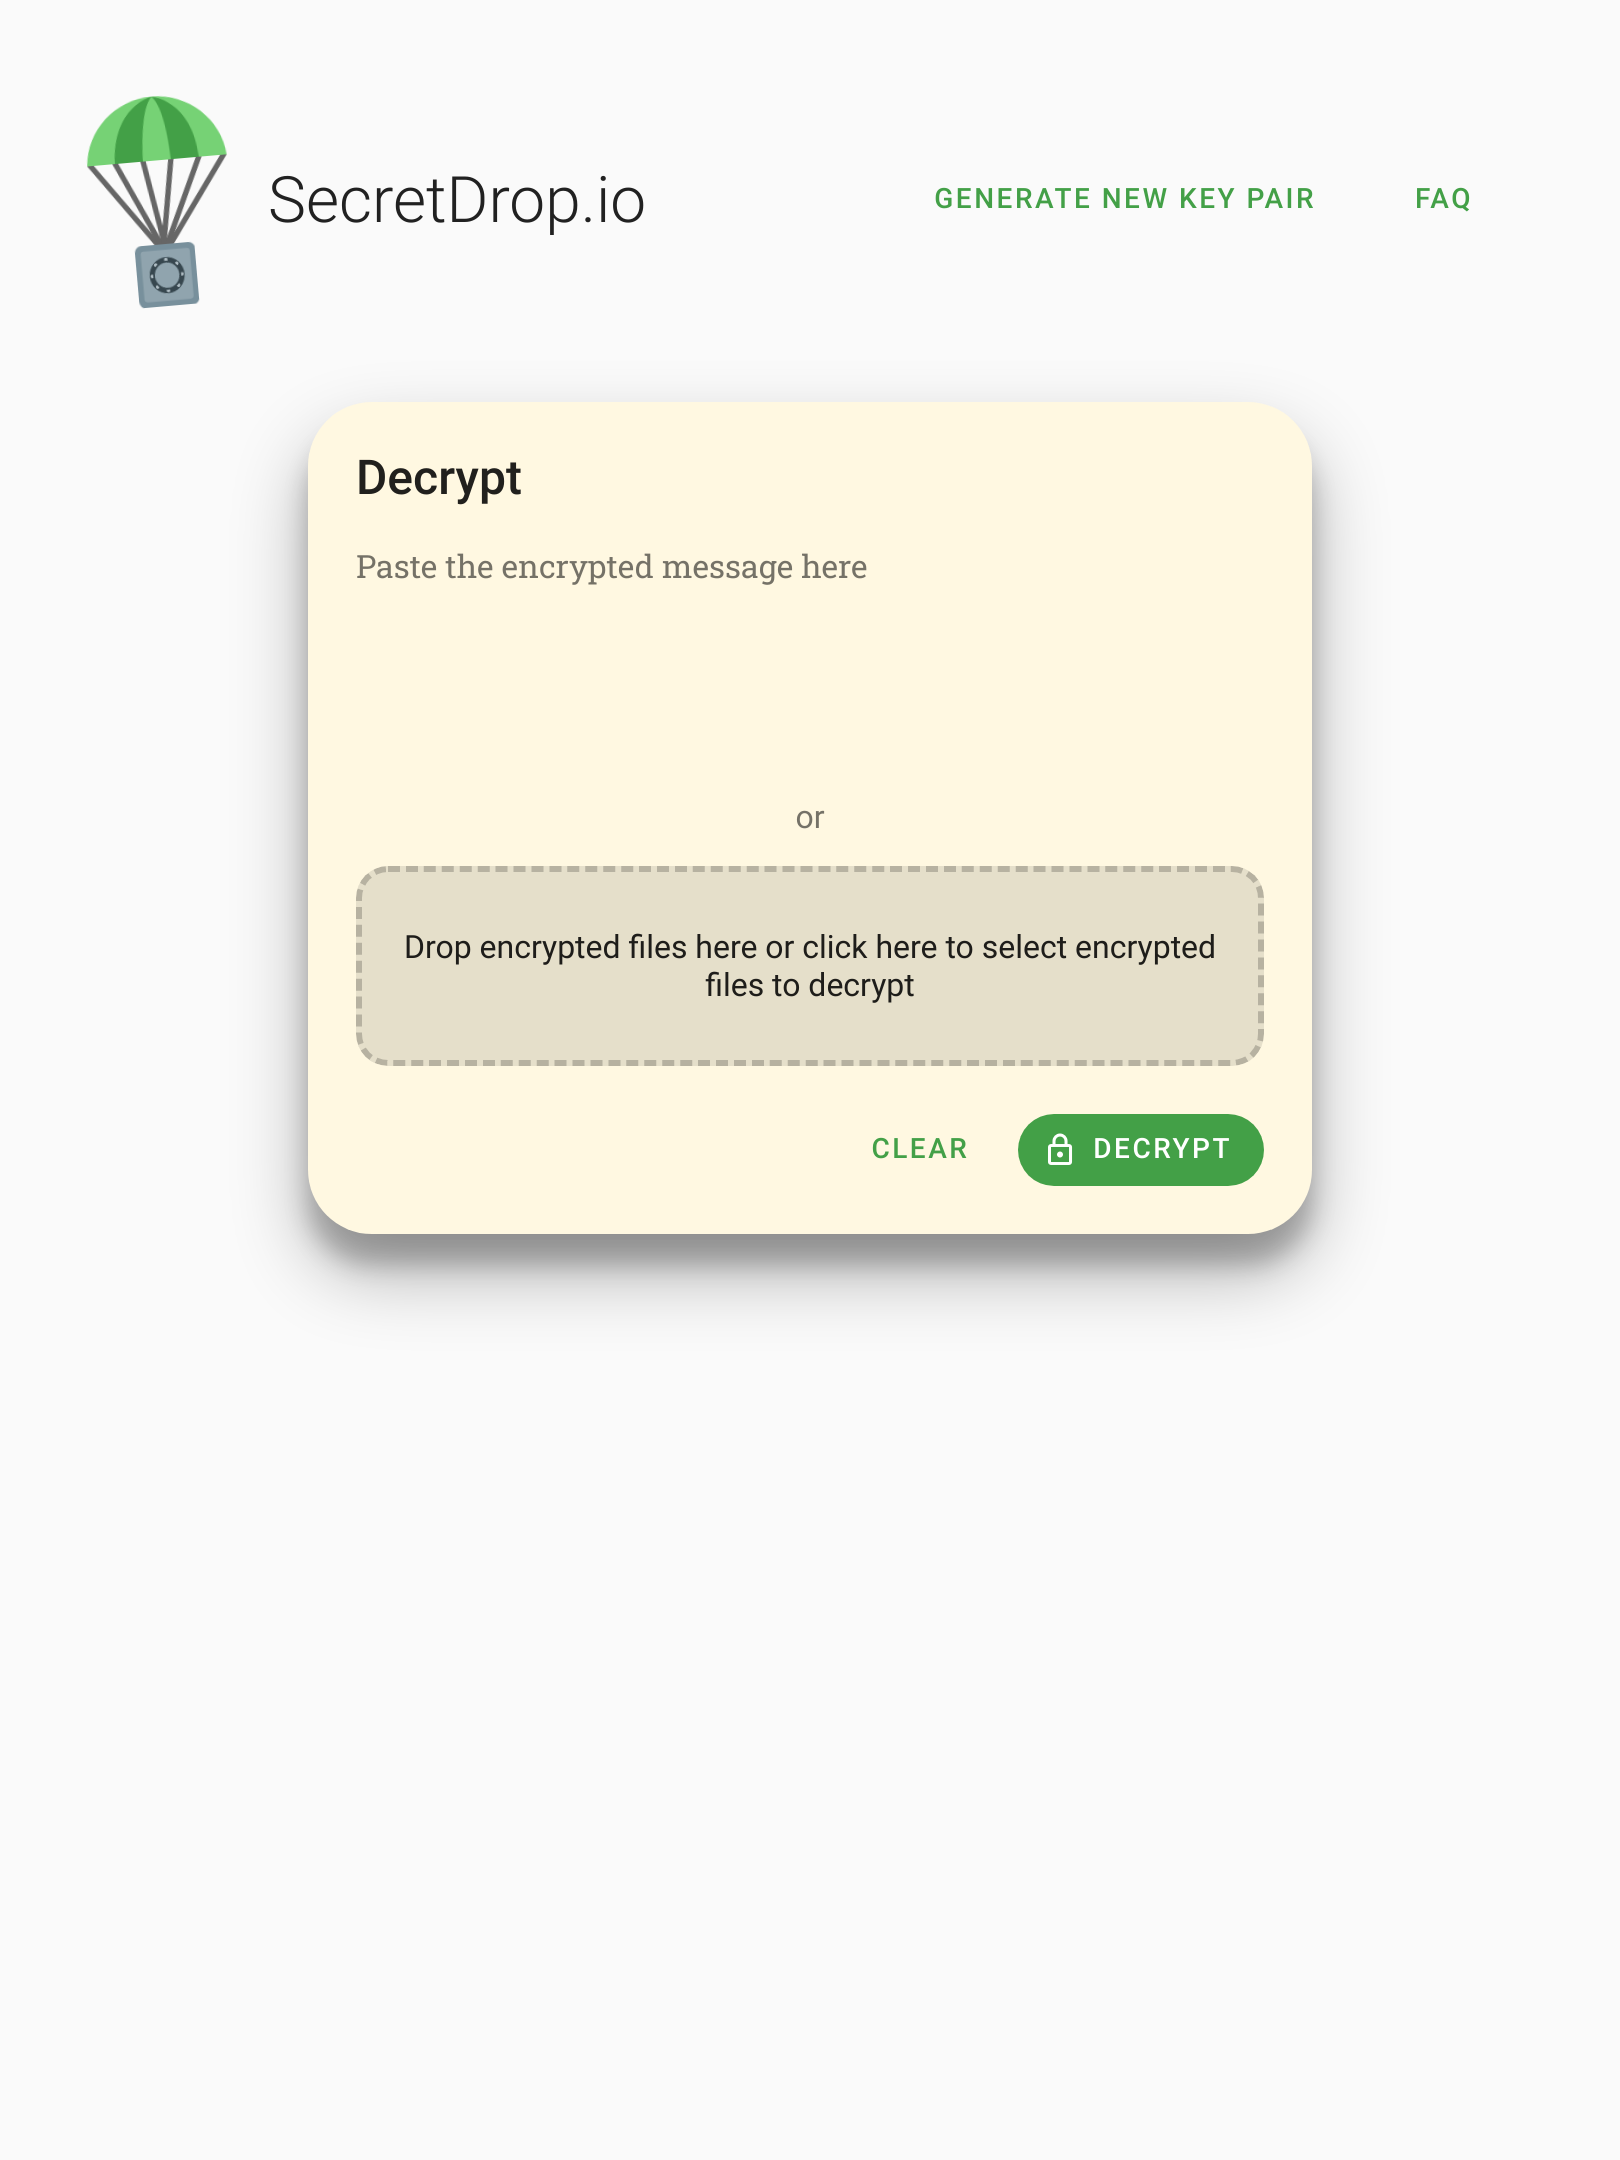 SecretDrop.io
GENERATE NEW KEY PAIR
FAQ
Decrypt
Paste the encrypted message here
or
Drop encrypted files here or click here to select encrypted
files to decrypt
CLEAR
DECRYPT